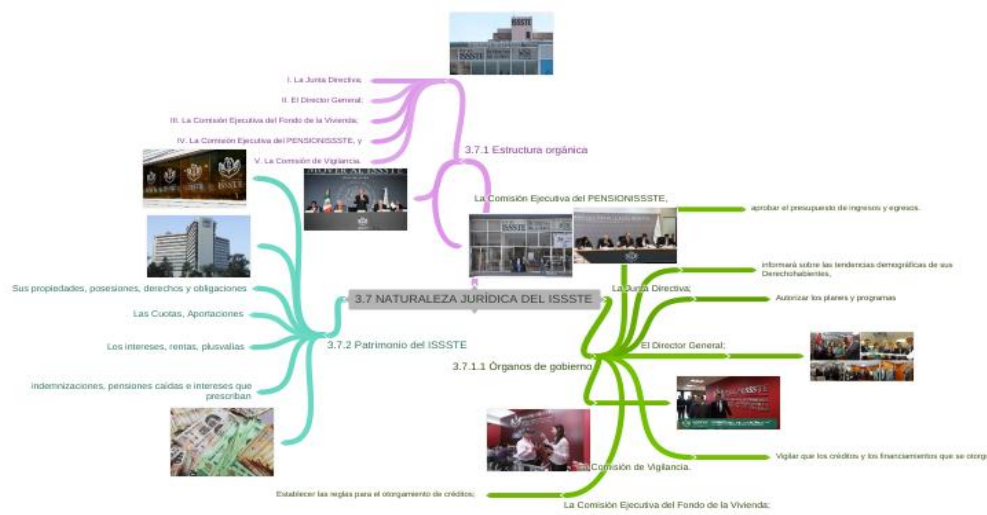 ISSSTE
I. La Junta Directiva;
II. El Director General;
III. La Comisión Ejecutiva del Fondo de la Vivienda;
IV. La Comisión Ejecutiva del PENSIONISSSTE, y
V. La Comisión de Vigilancia.
3.7.1 Estructura orgánica
MOVER AL ISSSTE
ISSSTE
La Comisión Ejecutiva del PENSIONISSSTE,
aprobar el presupuesto de ingresos y egresos.
ISSSTE
informará sobre las tendencias demográficas de sus
Derechohabientes,
La Junta Directiva;
Autorizar los planes y programas
Sus propiedades, posesiones, derechos y obligaciones
3.7 NATURALEZA JURÍDICA DEL ISSSTE
Las Cuotas, Aportaciones
Los intereses, rentas, plusvalías
3.7.2 Patrimonio del ISSSTE
El Director General;
3.7.1.1 Órganos de gobierno
indemnizaciones, pensiones caídas e intereses que
prescriban
Comisión de Vigilancia.
Vigilar que los créditos y los financiamientos que se
Establecer las reglas para el otorgamiento de créditos;
La Comisión Ejecutiva del Fondo de la Vivienda;